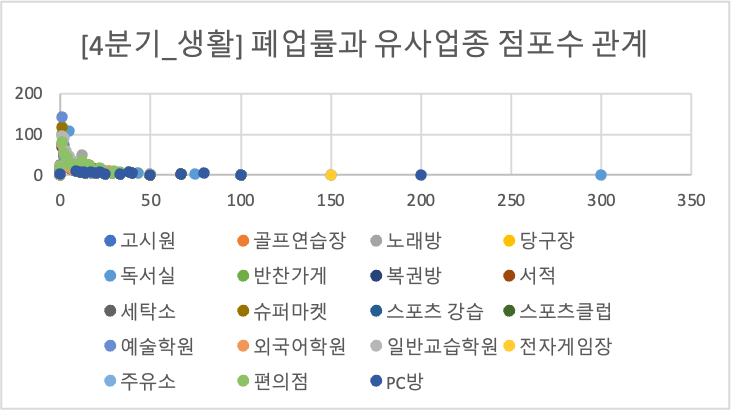 [4분기_생활] 폐업률과 유사업종 점포수 관계
200
100
0
0 50 100 150 200 250 300 350
고시원 골프연습장 노래방 당구장
독서실 반찬가게 복권방 서적
세탁소 슈퍼마켓 스포츠 강습 스포츠클럽
예술학원 외국어학원 일반교습학원 전자게임장
주유소 편의점 PC방